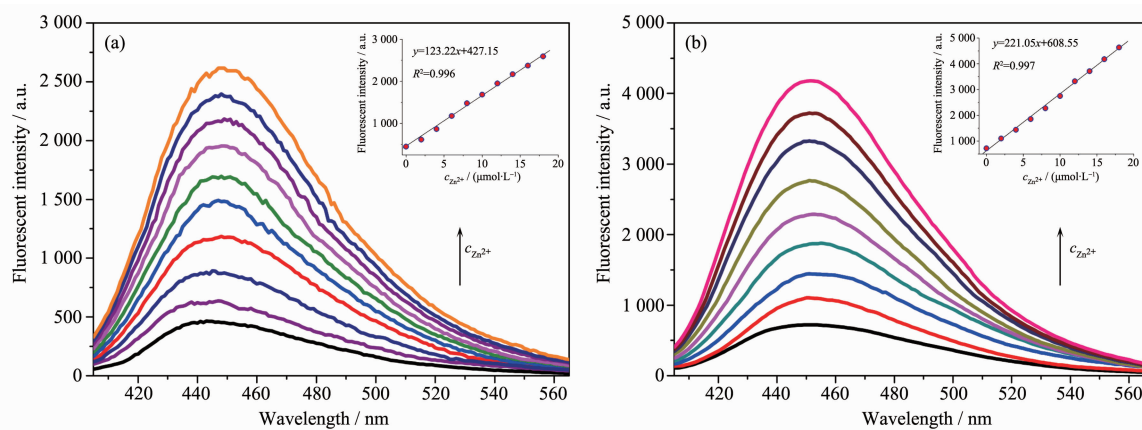 (a)
3 000
2 500
2 000
1 500
1 000
500
0
420
440
460
480
500
520
540
560
Fluorescent intensity / a.u.
Wavelength / nm
y=123.22x+427.15
R²=0.996
3 000
2 000
1 000
0
5
10
15
20
Fluorescent intensity / a.u.
cZn²⁺ / (μmol·L⁻¹)
cZn²⁺
(b)
5 000
4 000
3 000
2 000
1 000
0
420
440
460
480
500
520
540
560
Fluorescent intensity / a.u.
Wavelength / nm
y=221.05x+608.55
R²=0.997
5 000
4 000
3 000
2 000
1 000
0
5
10
15
20
Fluorescent intensity / a.u.
cZn²⁺ / (μmol·L⁻¹)
cZn²⁺